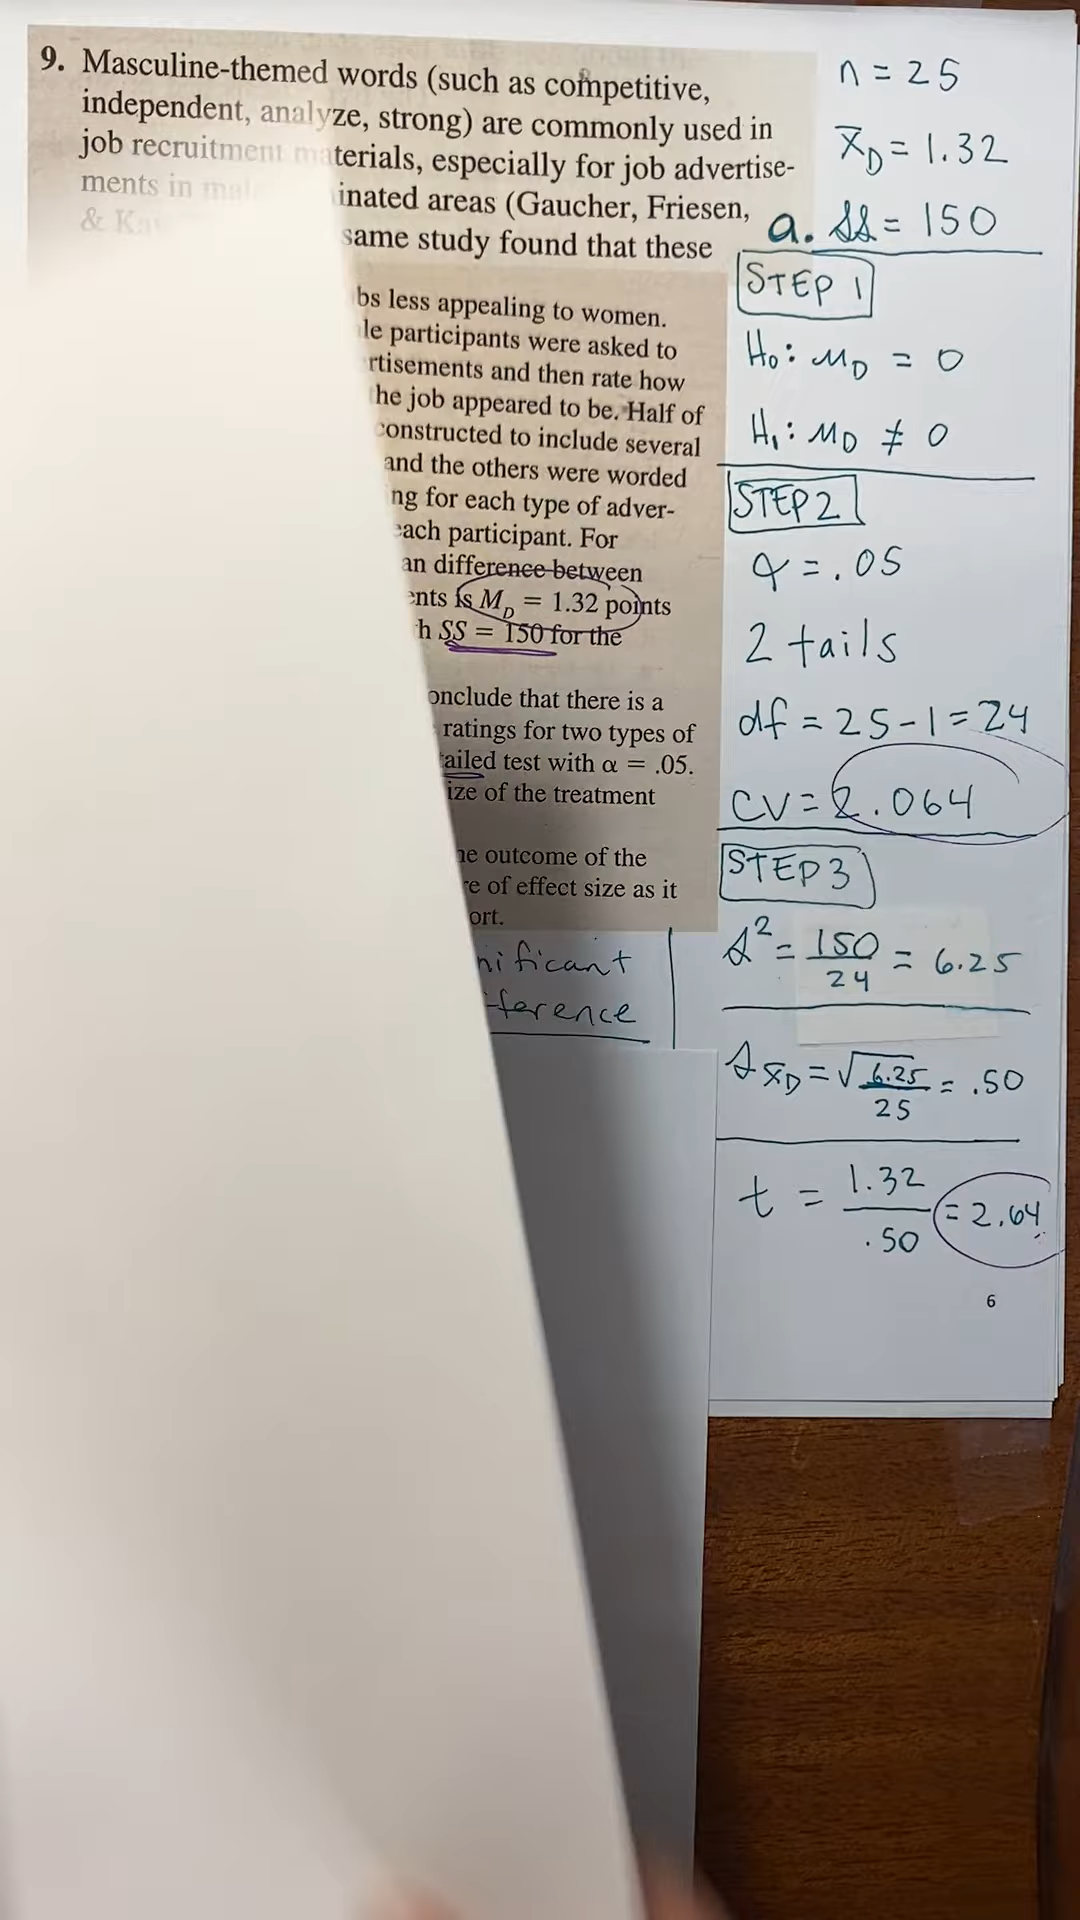 9. Masculine-themed words (such as competitive,
independent, analyze, strong) are commonly used in
job recruitment materials, especially for job advertise-
ments in inated areas (Gaucher, Friesen,
& same study found that these
bs less appealing to women.
le participants were asked to
rtisements and then rate how
he job appeared to be. Half of
constructed to include several
and the others were worded
ng for each type of adver-
each participant. For
an difference between
ents is M_D = 1.32 points
h SS = 150 for the
onclude that there is a
ratings for two types of
ailed test with α = .05.
ize of the treatment
he outcome of the
re of effect size as it
ort.
nificant
ference
n = 25
x̄_D = 1.32
a. SS = 150
STEP 1
H₀: M_D = 0
H₁: M_D ≠ 0
STEP 2
α = .05
2 tails
df = 25-1 = 24
CV = 2.064
STEP 3
s² = 150/24 = 6.25
s x̄_D = √6.25/25 = .50
t = 1.32/.50 = 2.64
6